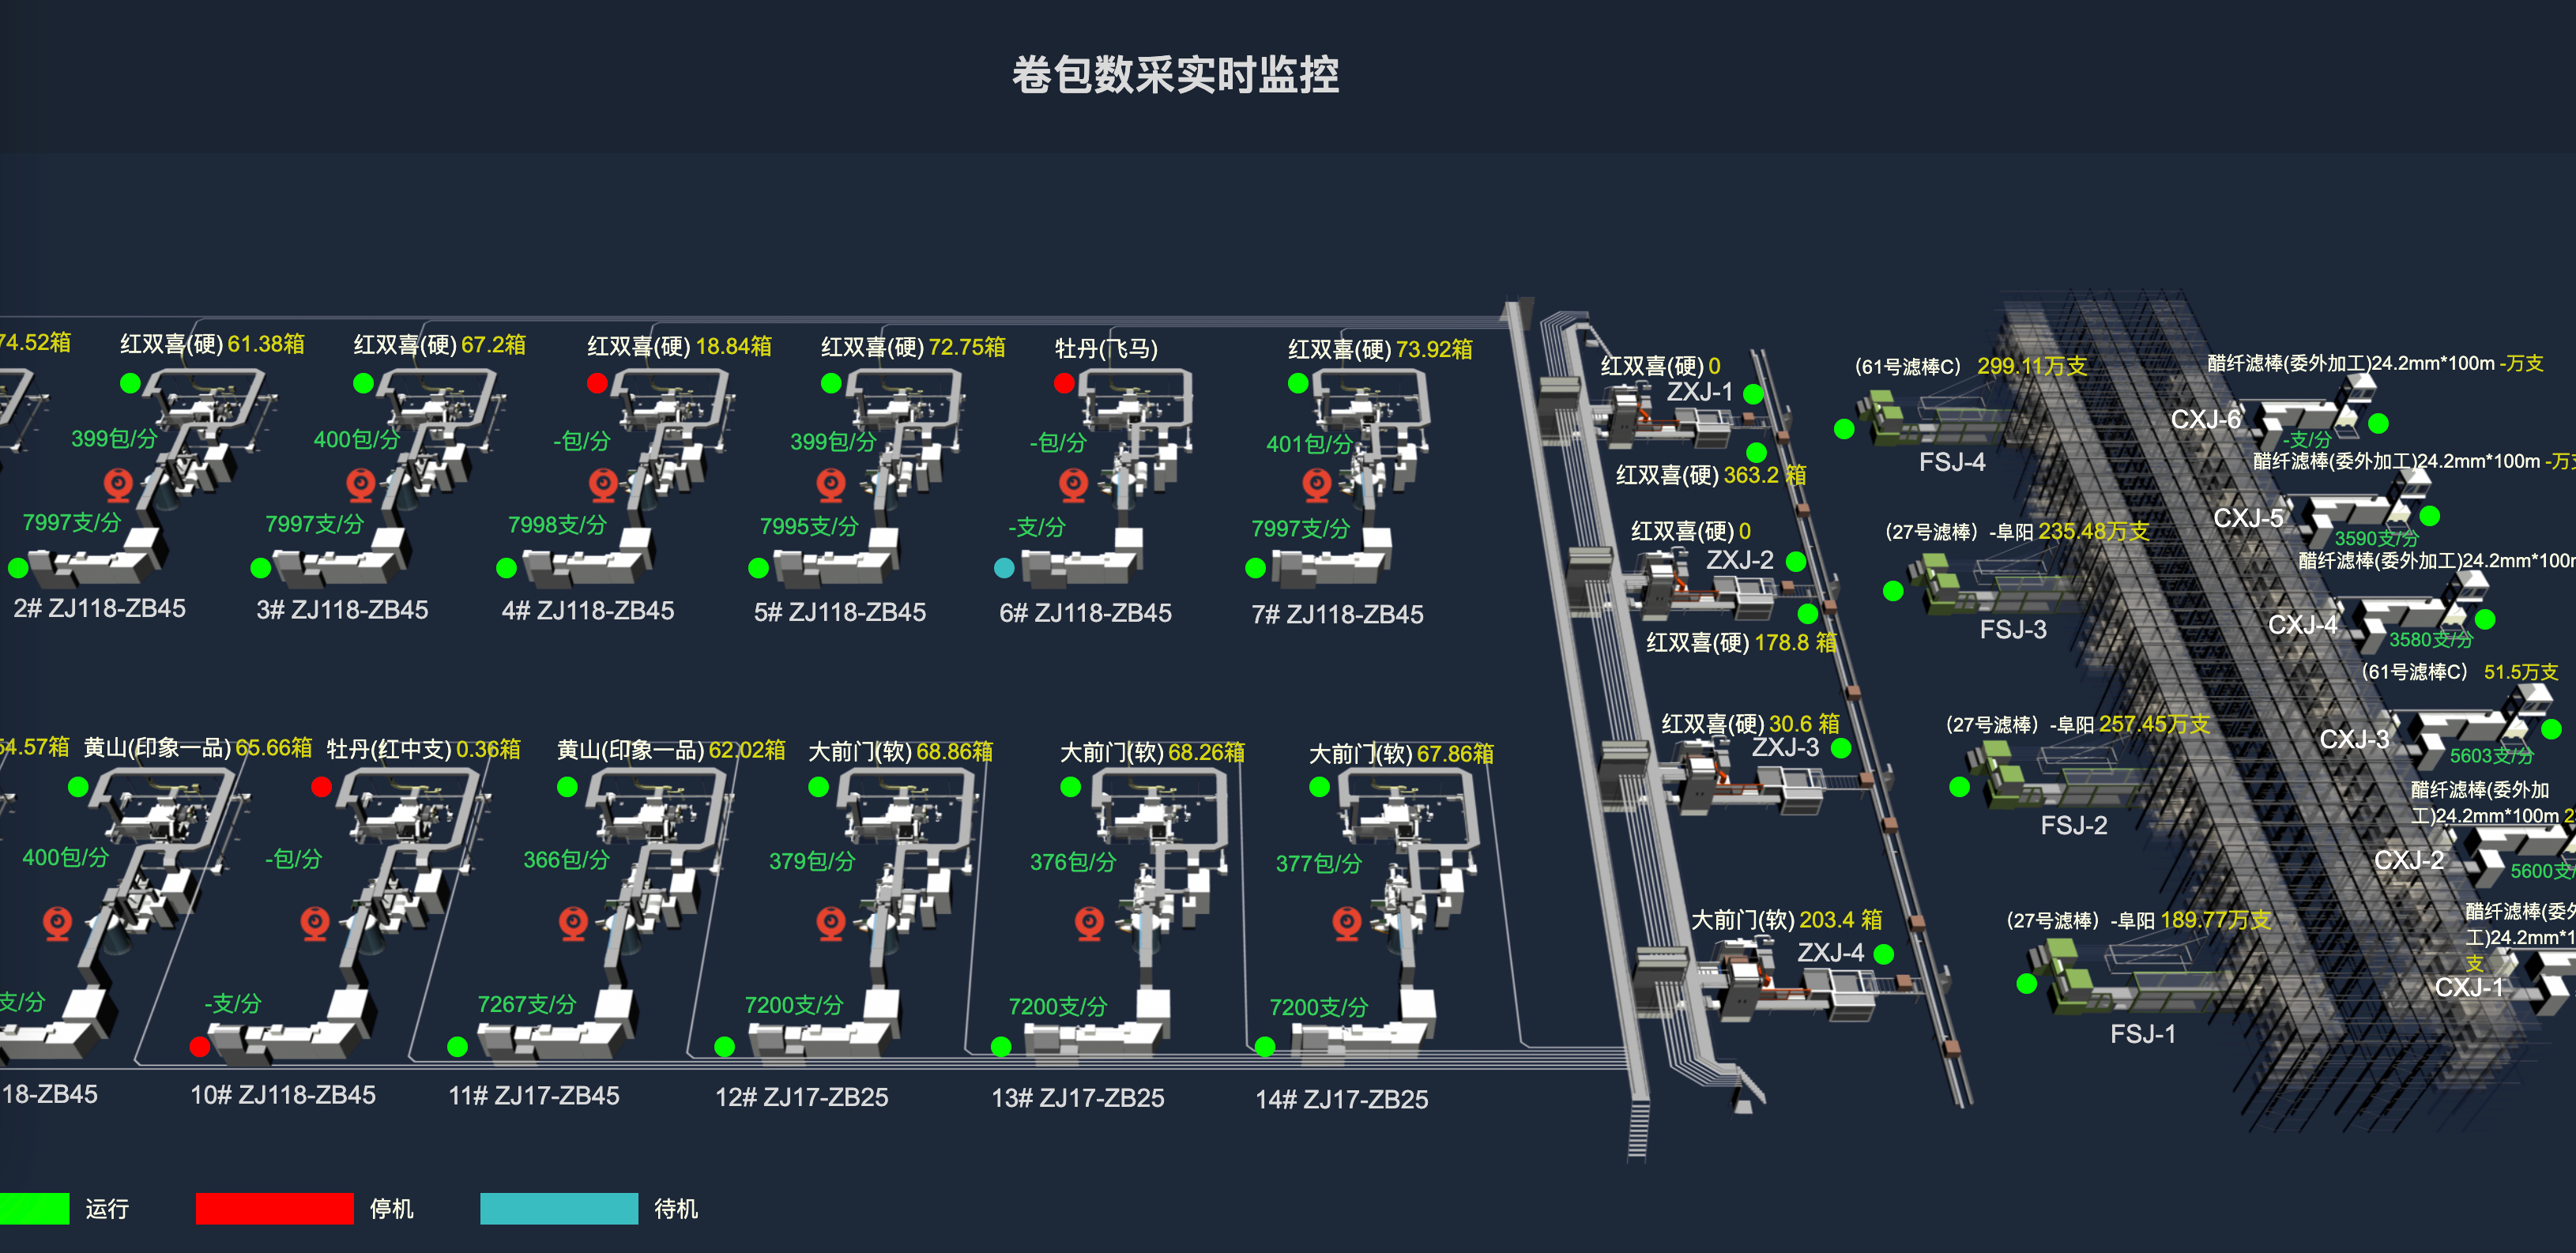 卷包数采实时监控
74.52箱
红双喜(硬) 61.38箱
红双喜(硬) 67.2箱
红双喜(硬) 18.84箱
红双喜(硬) 72.75箱
牡丹(飞马)
红双喜(硬) 73.92箱
399包/分
400包/分
-包/分
399包/分
-包/分
401包/分
7997支/分
7997支/分
7998支/分
7995支/分
-支/分
7997支/分
2# ZJ118-ZB45
3# ZJ118-ZB45
4# ZJ118-ZB45
5# ZJ118-ZB45
6# ZJ118-ZB45
7# ZJ118-ZB45
54.57箱
黄山(印象一品) 65.66箱
牡丹(红中支) 0.36箱
黄山(印象一品) 62.02箱
大前门(软) 68.86箱
大前门(软) 68.26箱
大前门(软) 67.86箱
400包/分
-包/分
366包/分
379包/分
376包/分
377包/分
支/分
-支/分
7267支/分
7200支/分
7200支/分
7200支/分
18-ZB45
10# ZJ118-ZB45
11# ZJ17-ZB45
12# ZJ17-ZB25
13# ZJ17-ZB25
14# ZJ17-ZB25
红双喜(硬) 0
ZXJ-1
红双喜(硬) 363.2 箱
红双喜(硬) 0
ZXJ-2
红双喜(硬) 178.8 箱
红双喜(硬) 30.6 箱
ZXJ-3
大前门(软) 203.4 箱
ZXJ-4
（61号滤棒C） 299.11万支
FSJ-4
（27号滤棒）-阜阳 235.48万支
FSJ-3
（27号滤棒）-阜阳 257.45万支
FSJ-2
（27号滤棒）-阜阳 189.77万支
FSJ-1
醋纤滤棒(委外加工)24.2mm*100m -万支
CXJ-6
-支/分
醋纤滤棒(委外加工)24.2mm*100m -万
CXJ-5
3590支/分
醋纤滤棒(委外加工)24.2mm*100m
CXJ-4
3580支/分
（61号滤棒C） 51.5万支
CXJ-3
5603支/分
醋纤滤棒(委外加
工)24.2mm*100m 2
CXJ-2
5600支/
醋纤滤棒(委外
工)24.2mm*1
支
CXJ-1
运行
停机
待机